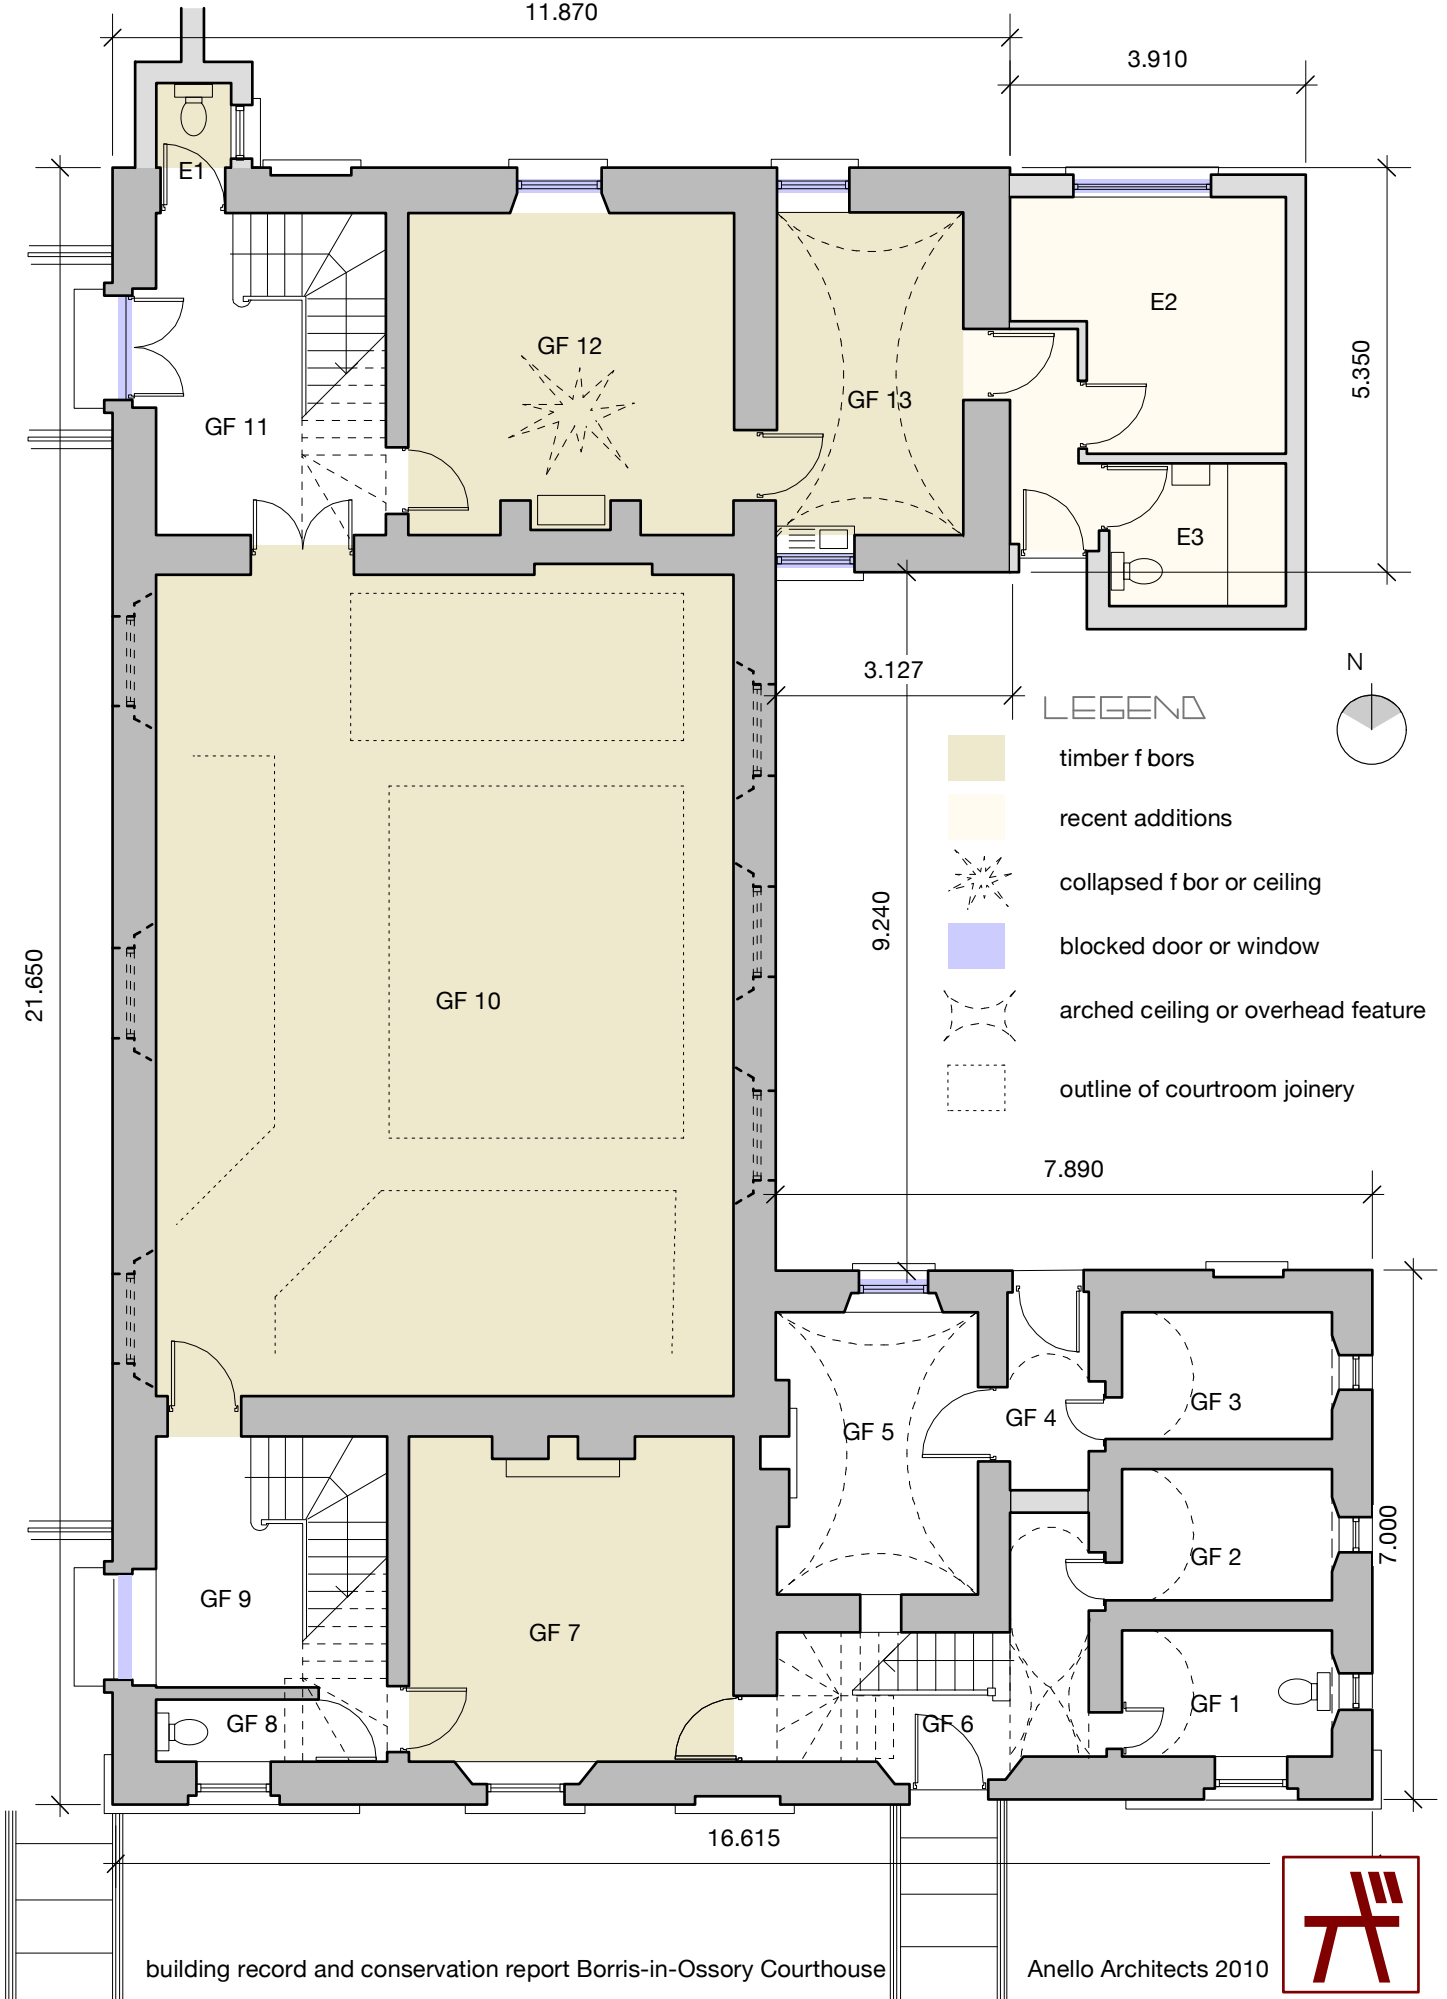 11.870
3.910
E1
E2
GF 12
5.350
GF 13
GF 11
E3
N
3.127
LEGEND
timber fbors
recent additions
collapsed fbor or ceiling
9.240
blocked door or window
21.650
GF 10
arched ceiling or overhead feature
outline of courtroom joinery
7.890
GF 3
GF 4
GF 5
7.000
GF 2
GF 9
GF 7
GF 1
GF 8
GF 6
16.615
building record and conservation report Borris-in-Ossory Courthouse
Anello Architects 2010